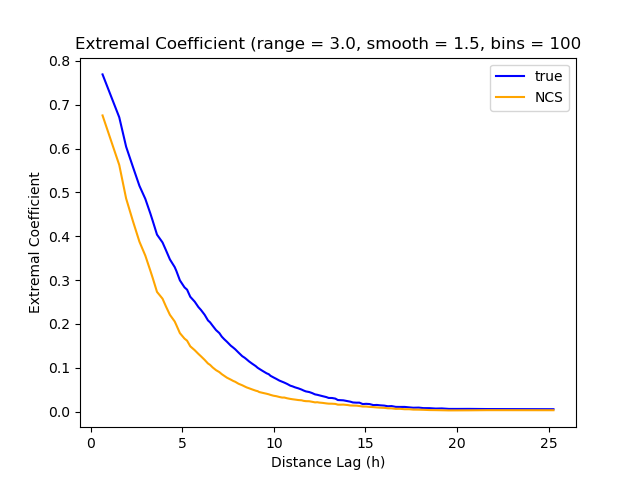 Extremal Coefficient (range = 3.0, smooth = 1.5, bins = 100
true
NCS
Extremal Coefficient
0.8
0.7
0.6
0.5
0.4
0.3
0.2
0.1
0.0
0 5 10 15 20 25
Distance Lag (h)